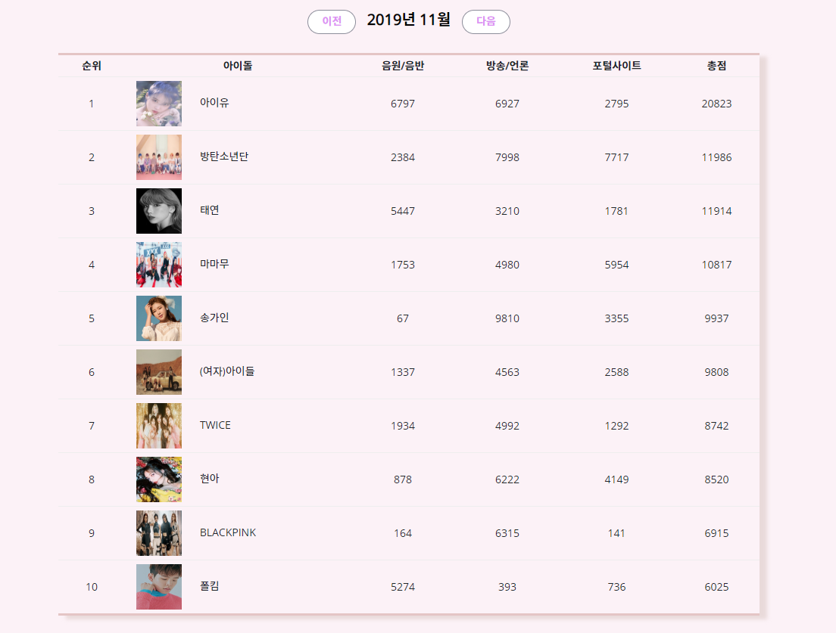 이전 2019년 11월 다음
순위 아이돌 음원/음반 방송/언론 포털사이트 총점
1 아이유 6797 6927 2795 20823
2 방탄소년단 2384 7998 7717 11986
3 태연 5447 3210 1781 11914
4 마마무 1753 4980 5954 10817
5 송가인 67 9810 3355 9937
6 (여자)아이들 1337 4563 2588 9808
7 TWICE 1934 4992 1292 8742
8 현아 878 6222 4149 8520
9 BLACKPINK 164 6315 141 6915
10 폴킴 5274 393 736 6025